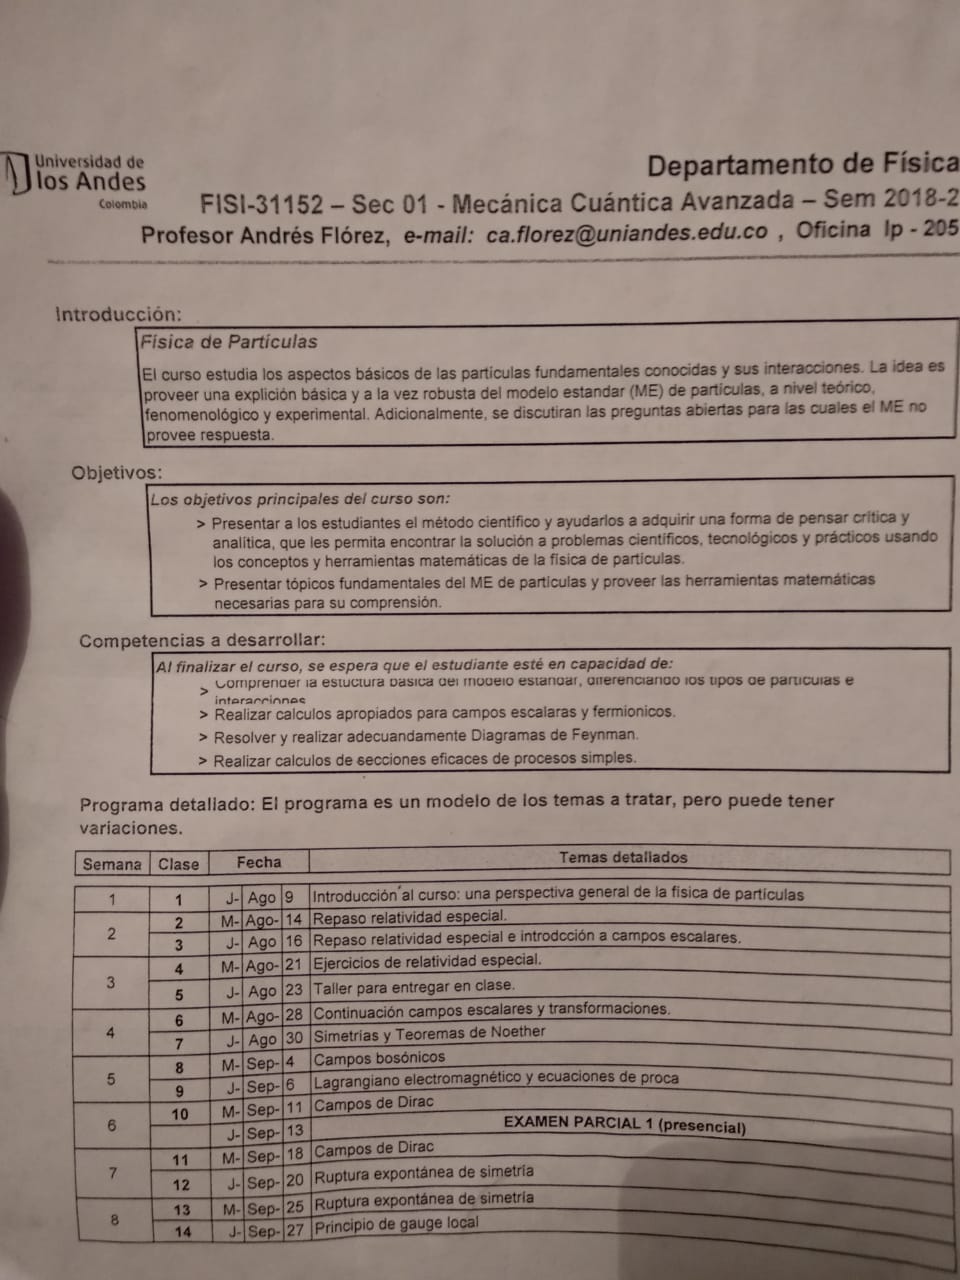 Universidad de
los Andes
Colombia
Departamento de Física
FISI-31152 – Sec 01 - Mecánica Cuántica Avanzada – Sem 2018-2
Profesor Andrés Flórez, e-mail: ca.florez@uniandes.edu.co , Oficina Ip - 205
Introducción:
Física de Partículas
El curso estudia los aspectos básicos de las partículas fundamentales conocidas y sus interacciones. La idea es
proveer una explición básica y a la vez robusta del modelo estandar (ME) de partículas, a nivel teórico,
fenomenológico y experimental. Adicionalmente, se discutiran las preguntas abiertas para las cuales el ME no
provee respuesta.
Objetivos:
Los objetivos principales del curso son:
> Presentar a los estudiantes el método científico y ayudarlos a adquirir una forma de pensar crítica y
analítica, que les permita encontrar la solución a problemas científicos, tecnológicos y prácticos usando
los conceptos y herramientas matemáticas de la física de partículas.
> Presentar tópicos fundamentales del ME de partículas y proveer las herramientas matemáticas
necesarias para su comprensión.
Competencias a desarrollar:
Al finalizar el curso, se espera que el estudiante esté en capacidad de:
> Comprender la estuctura básica del modelo estandar, diferenciando los tipos de partículas e
interacciones
> Realizar calculos apropiados para campos escalaras y fermionicos.
> Resolver y realizar adecuandamente Diagramas de Feynman.
> Realizar calculos de secciones eficaces de procesos simples.
Programa detallado: El programa es un modelo de los temas a tratar, pero puede tener
variaciones.
Semana Clase Fecha Temas detallados
1 1 J- Ago 9 Introducción al curso: una perspectiva general de la física de partículas
2 2 M- Ago- 14 Repaso relatividad especial.
3 J- Ago 16 Repaso relatividad especial e introdcción a campos escalares.
3 4 M- Ago- 21 Ejercicios de relatividad especial.
5 J- Ago 23 Taller para entregar en clase.
4 6 M- Ago- 28 Continuación campos escalares y transformaciones.
7 J- Ago 30 Simetrías y Teoremas de Noether
5 8 M- Sep- 4 Campos bosónicos
9 J- Sep- 6 Lagrangiano electromagnético y ecuaciones de proca
6 10 M- Sep- 11 Campos de Dirac
J- Sep- 13 EXAMEN PARCIAL 1 (presencial)
7 11 M- Sep- 18 Campos de Dirac
12 J- Sep- 20 Ruptura expontánea de simetría
8 13 M- Sep- 25 Ruptura expontánea de simetría
14 J- Sep- 27 Principio de gauge local